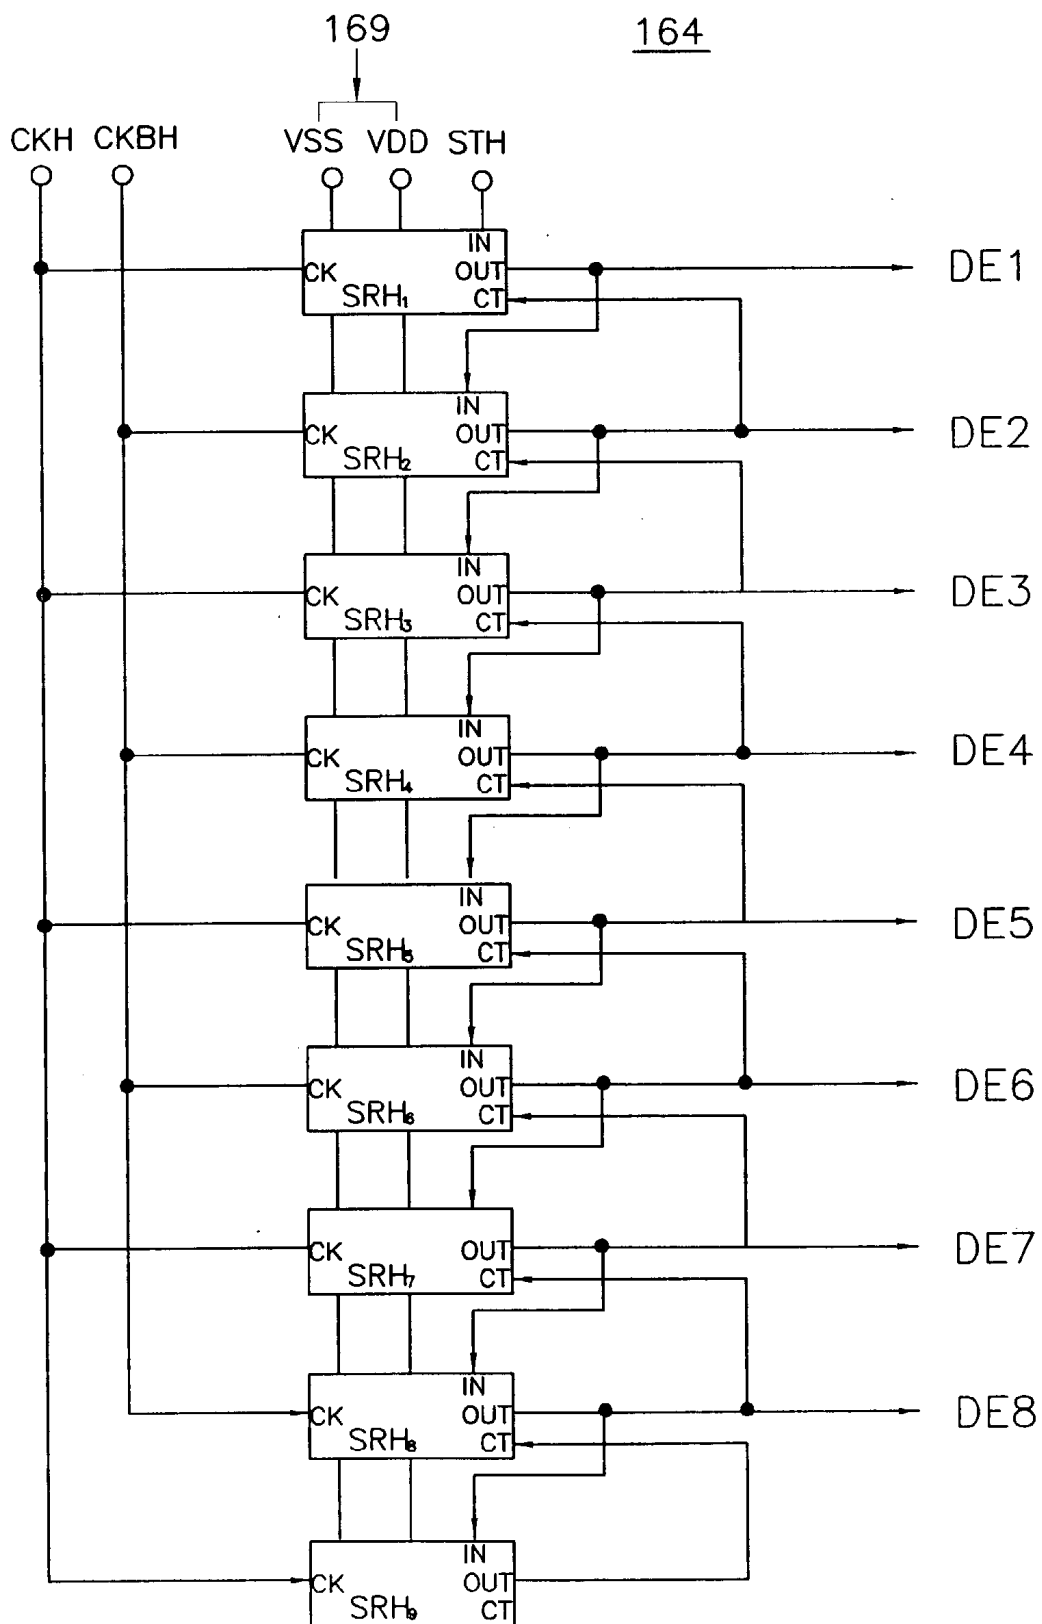 169
164
CKH CKBH VSS VDD STH
IN
CK OUT
SRH₁ CT
DE1
IN
CK OUT
SRH₂ CT
DE2
IN
CK OUT
SRH₃ CT
DE3
IN
CK OUT
SRH₄ CT
DE4
IN
CK OUT
SRH₅ CT
DE5
IN
CK OUT
SRH₆ CT
DE6
CK OUT
SRH₇ CT
DE7
IN
CK OUT
SRH₈ CT
DE8
IN
CK OUT
SRH₉ CT